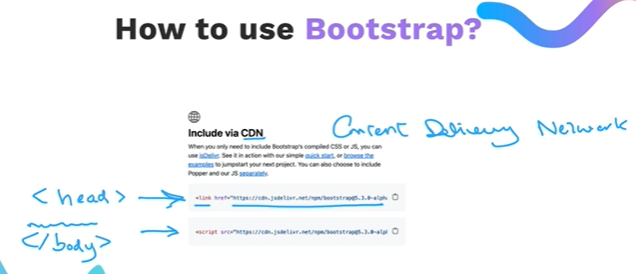 How to use Bootstrap?
Include via CDN
Content Delivery Network
When you only need to include Bootstrap's compiled CSS or JS, you can
use jsDelivr. See it in action with our simple quick start, or browse the
examples to jumpstart your next project. You can also choose to include
Popper and our JS separately.
<head>
<link href="https://cdn.jsdelivr.net/npm/bootstrap@5.3.0-alph
</body>
<script src="https://cdn.jsdelivr.net/npm/bootstrap@5.3.0-alpl